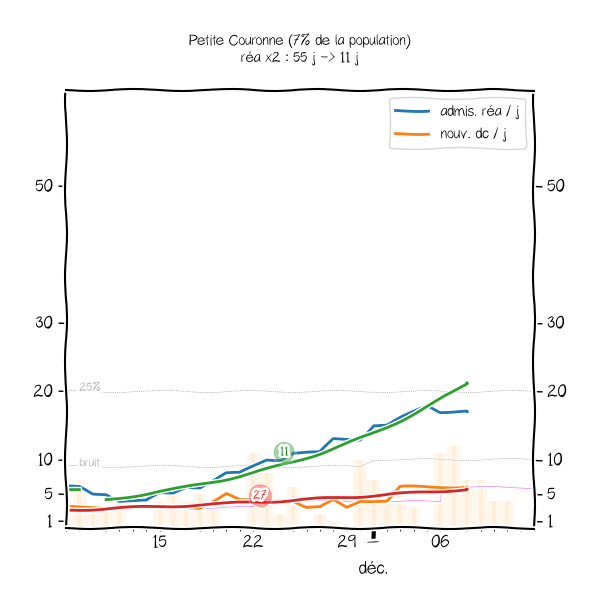 Petite Couronne (7% de la population)
réa x2 : 55 j -> 11 j
admis. réa / j
nouv. dc / j
50 50
30 30
25%
20 20
11
bruit
10 10
27
5 5
1 1
15 22 29 1 06
déc.